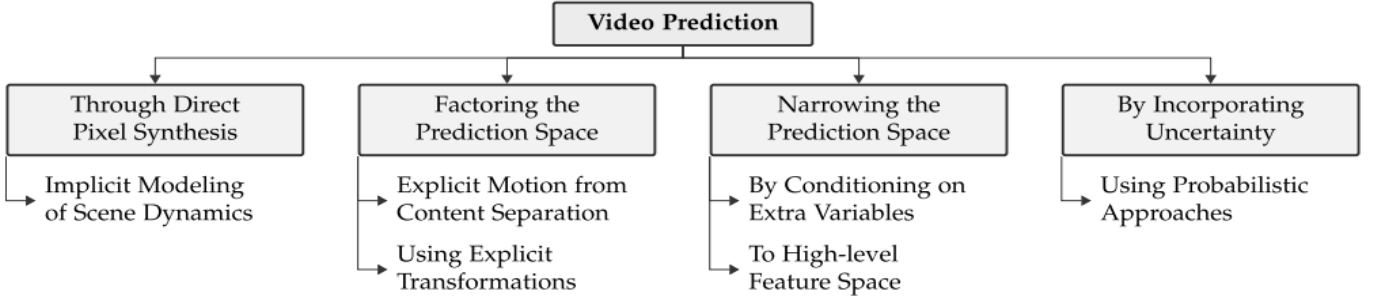 Video Prediction
Through Direct
Pixel Synthesis
Implicit Modeling
of Scene Dynamics
Factoring the
Prediction Space
Explicit Motion from
Content Separation
Using Explicit
Transformations
Narrowing the
Prediction Space
By Conditioning on
Extra Variables
To High-level
Feature Space
By Incorporating
Uncertainty
Using Probabilistic
Approaches